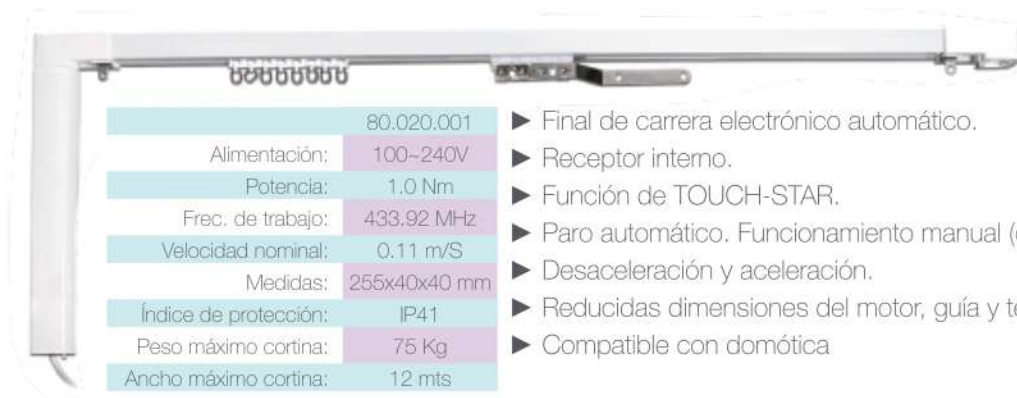 80.020.001
Alimentación: 100~240V
Potencia: 1.0 Nm
Frec. de trabajo: 433.92 MHz
Velocidad nominal: 0.11 m/S
Medidas: 255x40x40 mm
Índice de protección: IP41
Peso máximo cortina: 75 Kg
Ancho máximo cortina: 12 mts
► Final de carrera electrónico automático.
► Receptor interno.
► Función de TOUCH-STAR.
► Paro automático. Funcionamiento manual (
► Desaceleración y aceleración.
► Reducidas dimensiones del motor, guía y
► Compatible con domótica